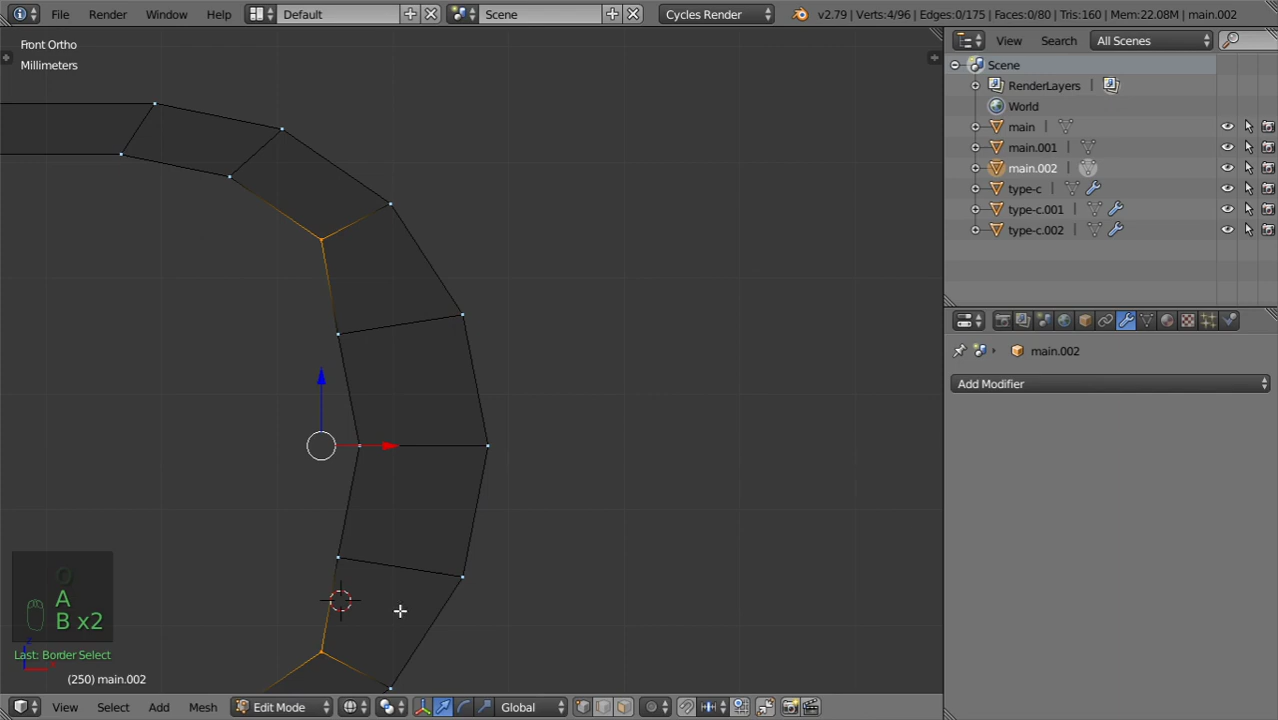 File Render Window Help Default Scene Cycles Render v2.79 | Verts:4/96 | Edges:0/175 | Faces:0/80 | Tris:160 | Mem:22.08M | main.002
Front Ortho
Millimeters
View Search All Scenes
Scene
RenderLayers
World
main
main.001
main.002
type-c
type-c.001
type-c.002
main.002
Add Modifier
A
B x2
Last: Border Select
(250) main.002
View Select Add Mesh Edit Mode Global